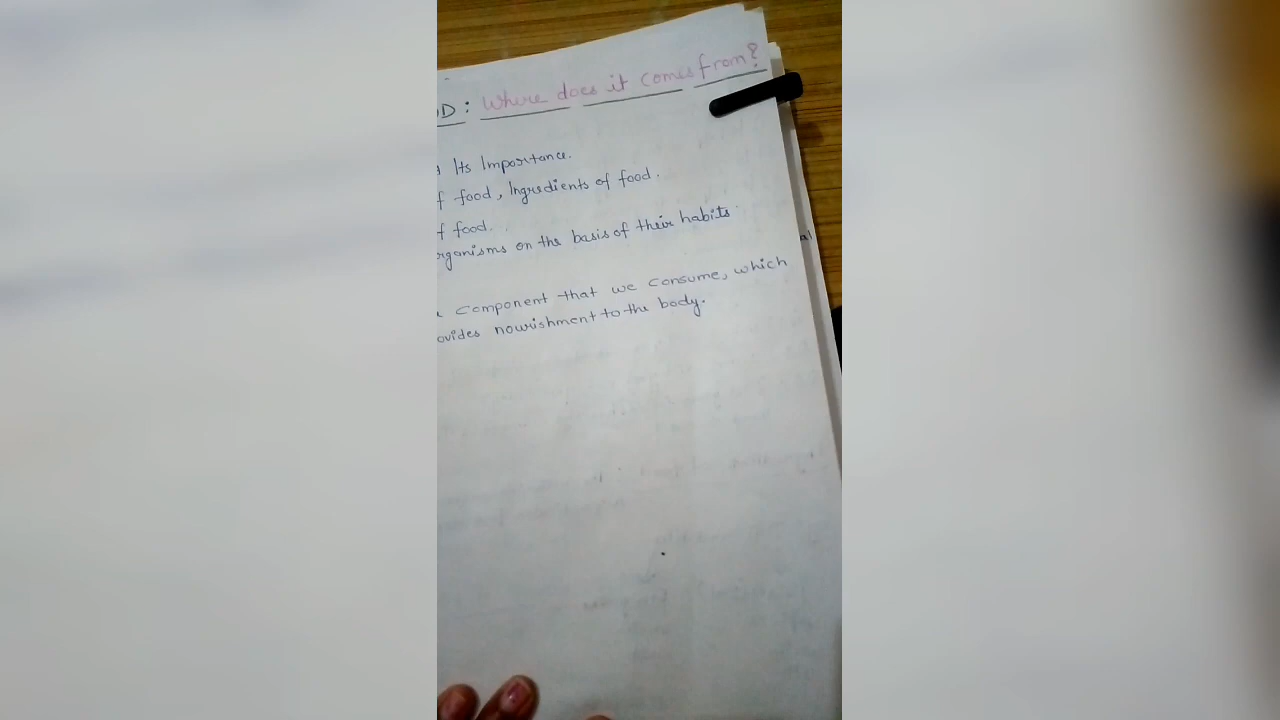 D: Where does it comes from?
Its Importance.
f food, Ingredients of food.
f food.
rganisms on the basis of their habits
component that we consume, which
ovides nourishment to the body.
al